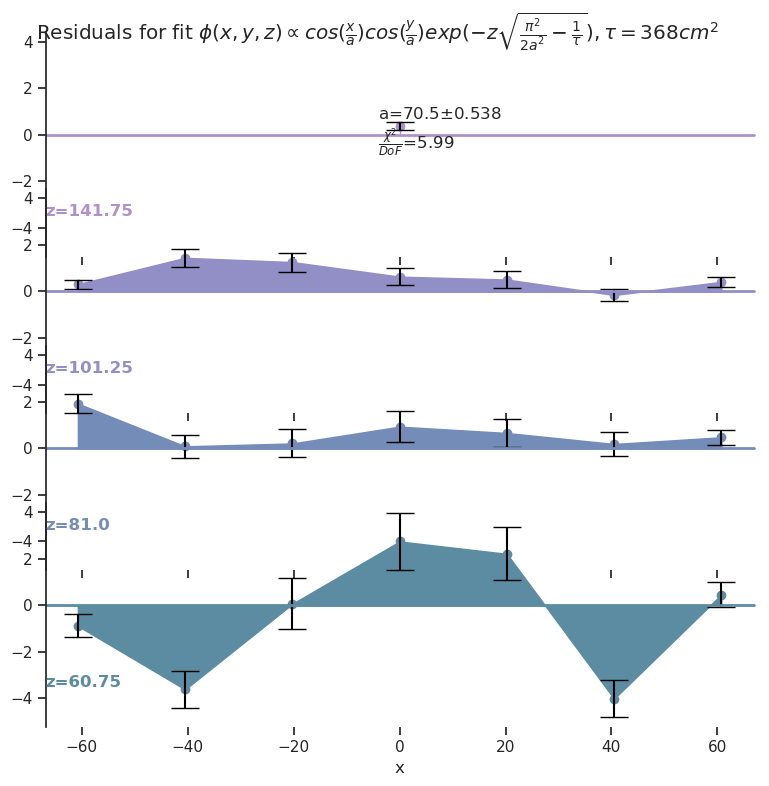 Residuals for fit ϕ(x, y, z) ∝ cos(x/a)cos(y/a)exp(−z√(π²/2a² − 1/τ)), τ = 368cm²
4
2
a=70.5±0.538
0
χ²/DoF=5.99
−2
4
z=141.75
−4
2
0
−2
4
z=101.25
−4
2
0
−2
4
z=81.0
−4
2
0
−2
z=60.75
−4
−60 −40 −20 0 20 40 60
x